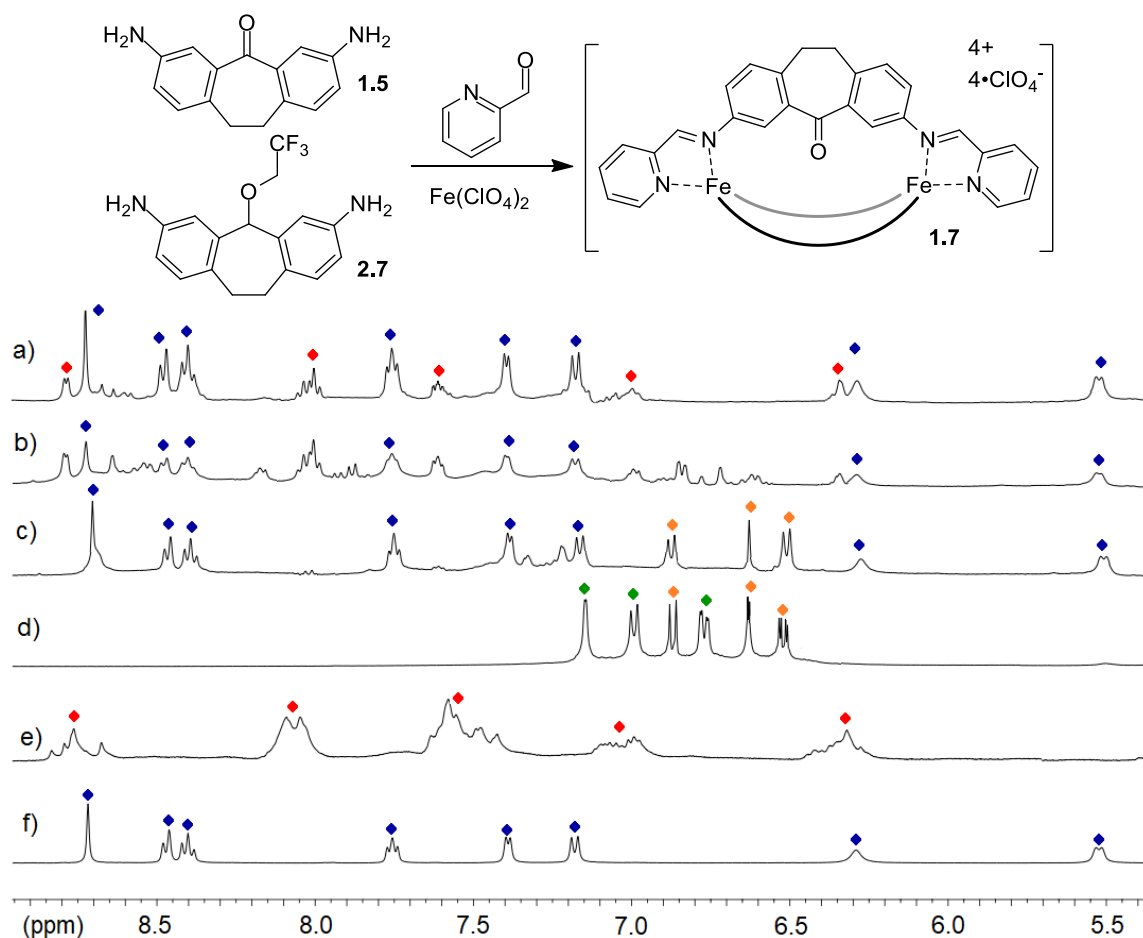 H2N O NH2
1.5
CF3
O
H2N NH2
2.7
N O
Fe(ClO4)2
4+
4•ClO4-
N O N
N Fe Fe N
1.7
a)
b)
c)
d)
e)
f)
(ppm) 8.5 8.0 7.5 7.0 6.5 6.0 5.5